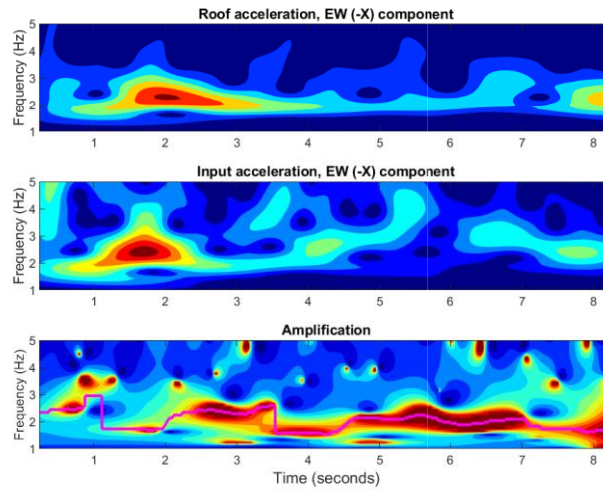 Roof acceleration, EW (-X) component
5
4
3
2
1
Frequency (Hz)
1 2 3 4 5 6 7 8
Input acceleration, EW (-X) component
5
4
3
2
1
Frequency (Hz)
1 2 3 4 5 6 7 8
Amplification
5
4
3
2
1
Frequency (Hz)
1 2 3 4 5 6 7 8
Time (seconds)